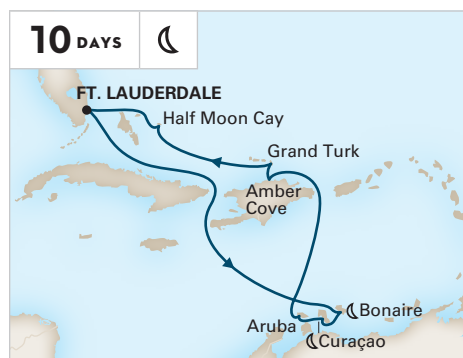 10 DAYS
FT. LAUDERDALE
Half Moon Cay
Grand Turk
Amber
Cove
Bonaire
Aruba
Curaçao